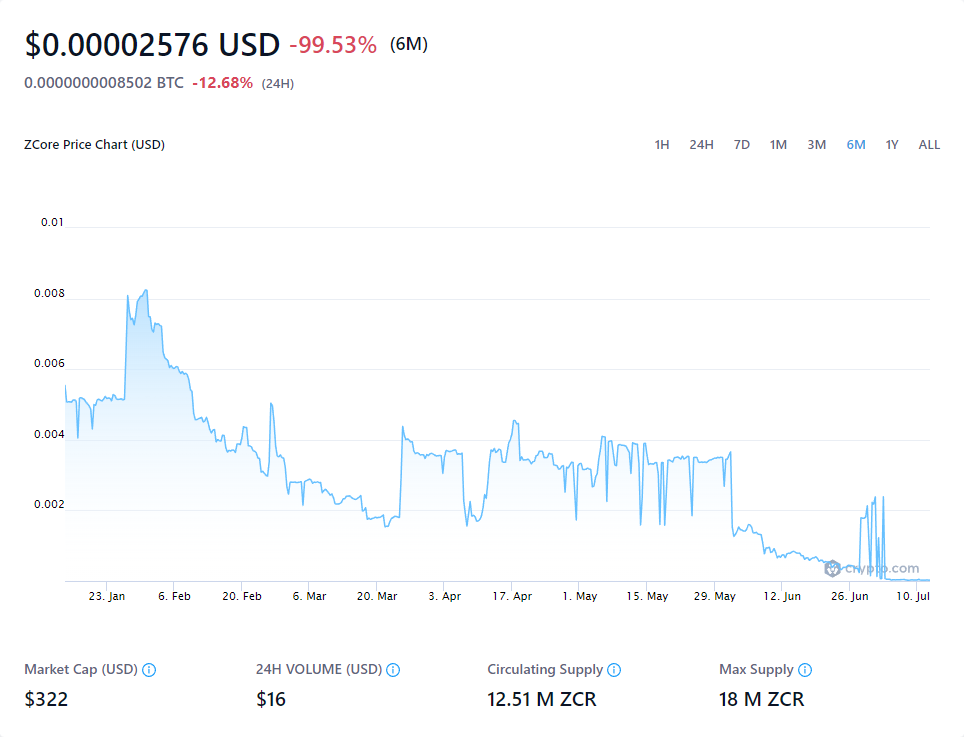 $0.00002576 USD -99.53% (6M)
0.0000000008502 BTC -12.68% (24H)
ZCore Price Chart (USD) 1H 24H 7D 1M 3M 6M 1Y ALL
0.01
0.008
0.006
0.004
0.002
crypto.com
23. Jan 6. Feb 20. Feb 6. Mar 20. Mar 3. Apr 17. Apr 1. May 15. May 29. May 12. Jun 26. Jun 10. Jul
Market Cap (USD) 24H VOLUME (USD) Circulating Supply Max Supply
$322 $16 12.51 M ZCR 18 M ZCR